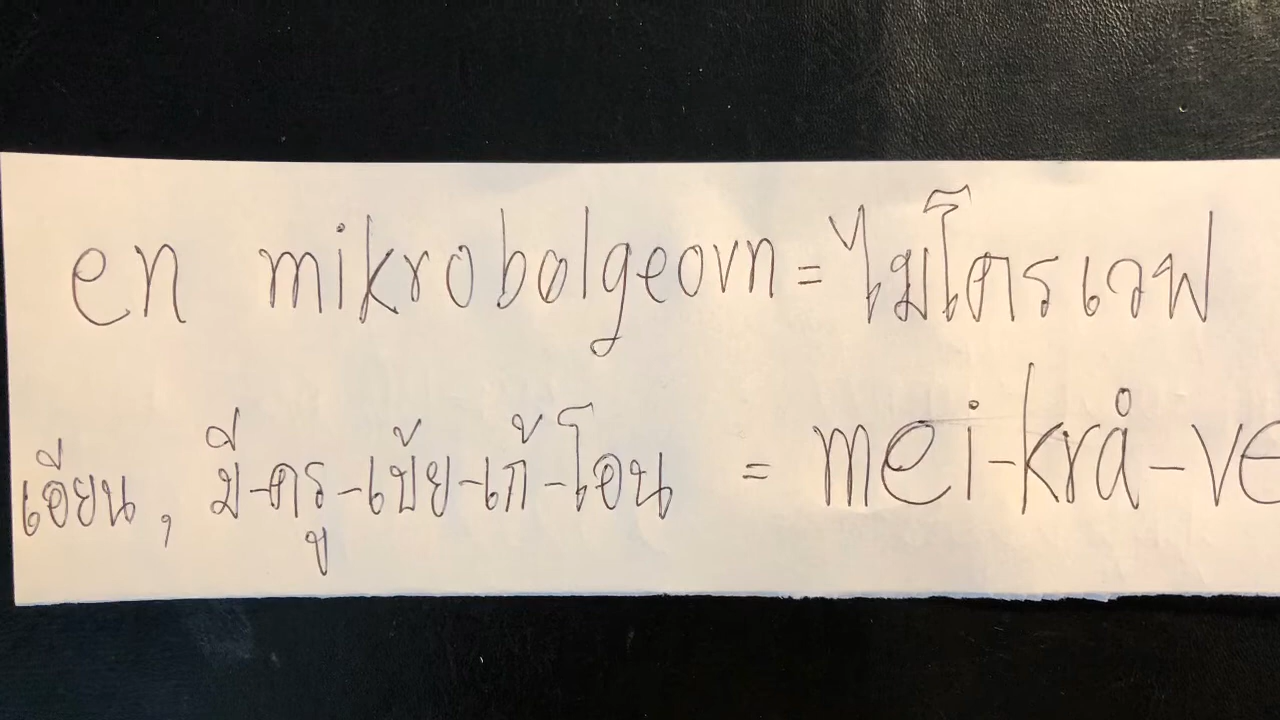 en mikrobolgeovn = ไมโครเวฟ
เอียน, มี-ครู-เบ้ย-เก้-โอน = mei-krå-ve